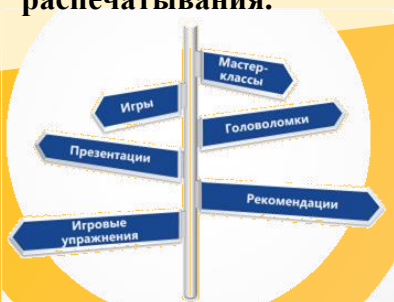 распечатывания.
Мастер-
классы
Игры
Головоломки
Презентации
Рекомендации
Игровые
упражнения